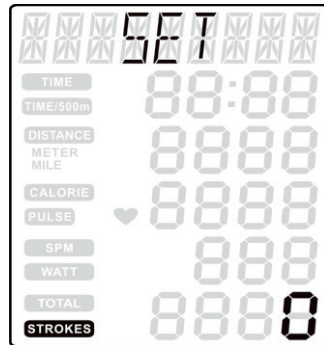 SET
TIME
TIME/500m
DISTANCE
METER
MILE
CALORIE
PULSE
SPM
WATT
TOTAL
STROKES 0